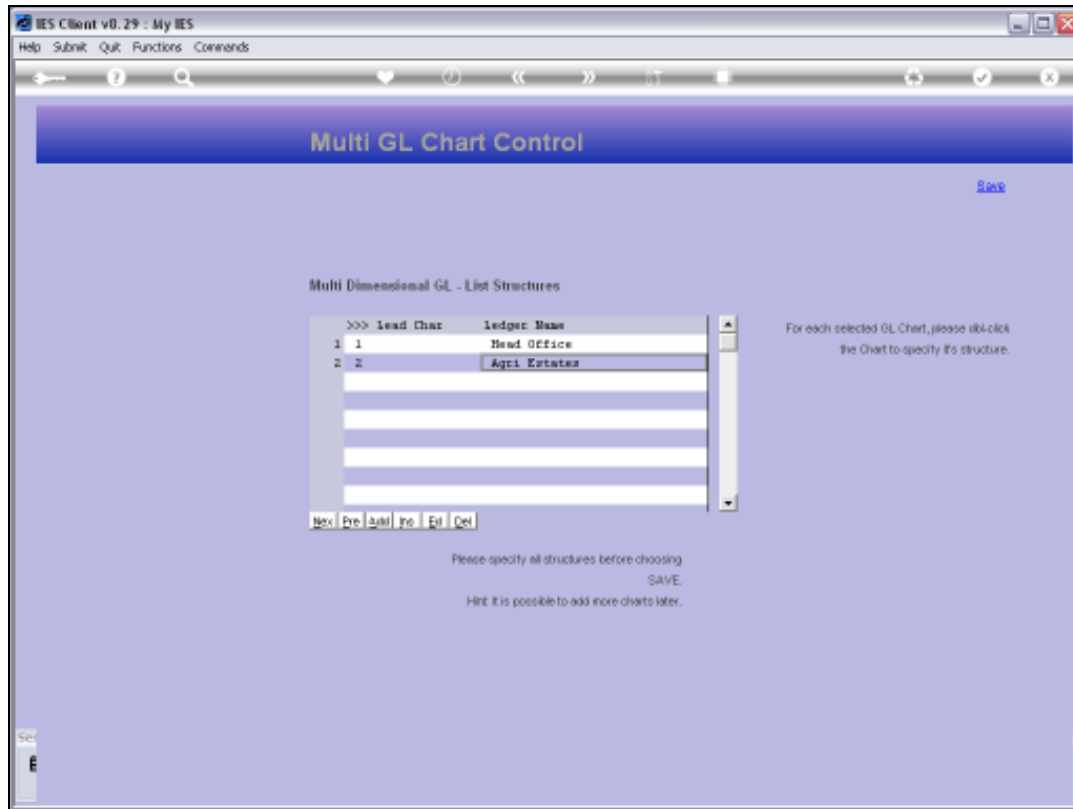 IES Client v8.29 : My IES
Help Submit Quit Functions Commands
Multi GL Chart Control
Save
Multi Dimensional GL - List Structures
>>> Lead Char Ledger Name
1 1 Head Office
2 2 Agri Estates
For each selected GL Chart, please dbl-click
the Chart to specify it's structure.
Nex Pre Add Ins Del
Please specify all structures before choosing
SAVE.
Hint: It is possible to add more charts later.